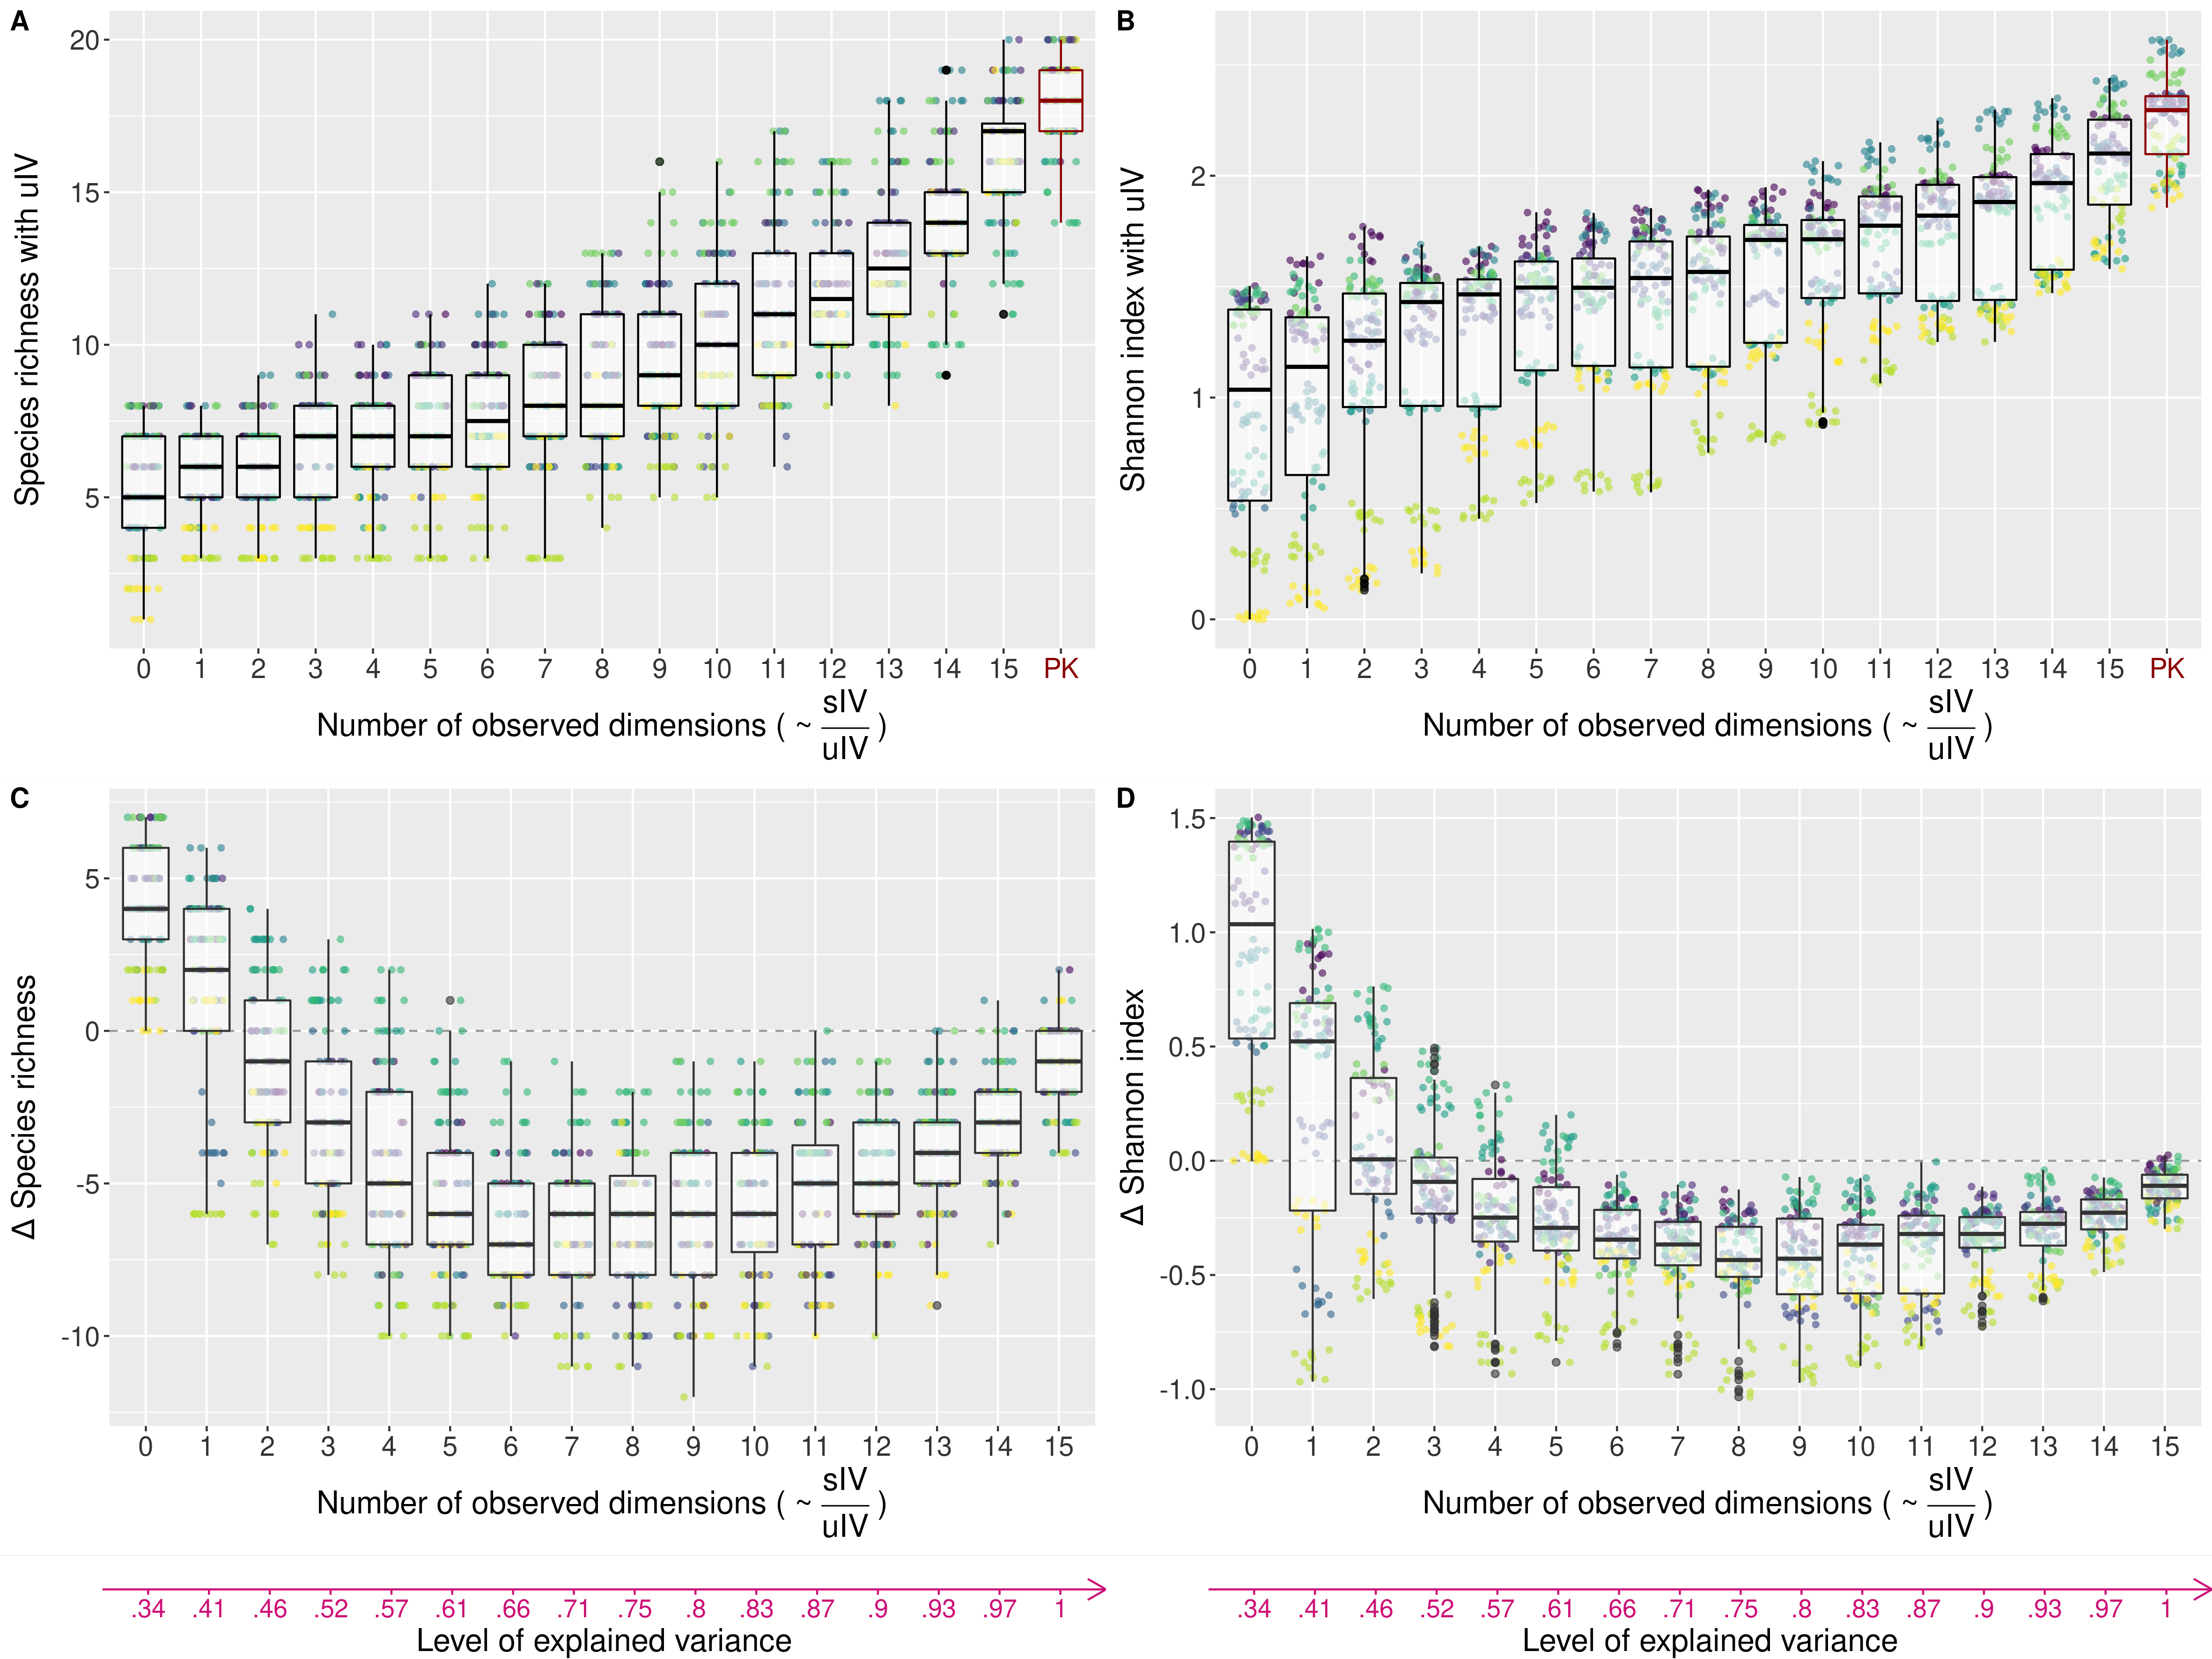 A
Species richness with uIV
20
15
10
5
0 1 2 3 4 5 6 7 8 9 10 11 12 13 14 15 PK
Number of observed dimensions ( ~ sIV / uIV )
B
Shannon index with uIV
2
1
0
0 1 2 3 4 5 6 7 8 9 10 11 12 13 14 15 PK
Number of observed dimensions ( ~ sIV / uIV )
C
Δ Species richness
5
0
-5
-10
0 1 2 3 4 5 6 7 8 9 10 11 12 13 14 15
Number of observed dimensions ( ~ sIV / uIV )
D
Δ Shannon index
1.5
1.0
0.5
0.0
-0.5
-1.0
0 1 2 3 4 5 6 7 8 9 10 11 12 13 14 15
Number of observed dimensions ( ~ sIV / uIV )
.34 .41 .46 .52 .57 .61 .66 .71 .75 .8 .83 .87 .9 .93 .97 1
Level of explained variance
.34 .41 .46 .52 .57 .61 .66 .71 .75 .8 .83 .87 .9 .93 .97 1
Level of explained variance